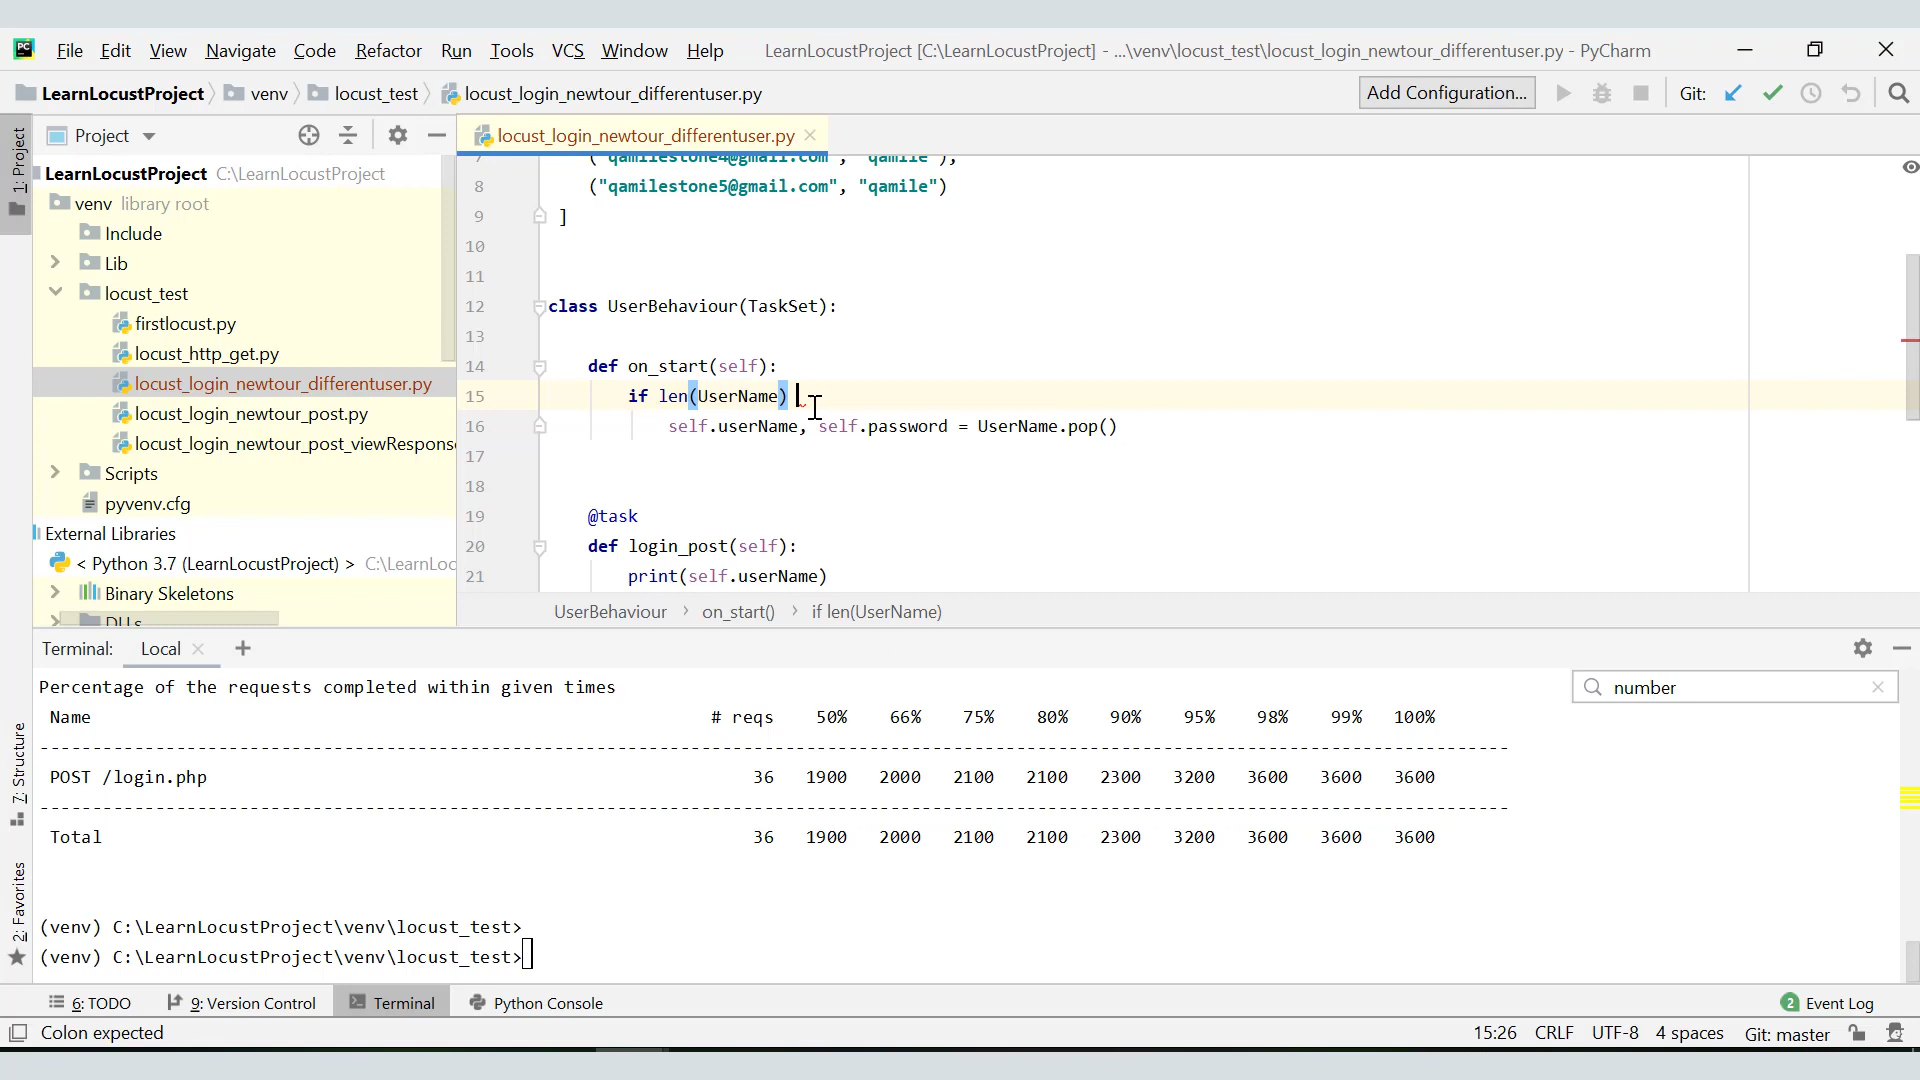 PC File Edit View Navigate Code Refactor Run Tools VCS Window Help LearnLocustProject [C:\LearnLocustProject] - ...\venv\locust_test\locust_login_newtour_differentuser.py - PyCharm
LearnLocustProject venv locust_test locust_login_newtour_differentuser.py Add Configuration... Git:
1: Project
Project
LearnLocustProject C:\LearnLocustProject
venv library root
Include
Lib
locust_test
firstlocust.py
locust_http_get.py
locust_login_newtour_differentuser.py
locust_login_newtour_post.py
locust_login_newtour_post_viewRespons
Scripts
pyvenv.cfg
External Libraries
< Python 3.7 (LearnLocustProject) > C:\LearnLoc
Binary Skeletons
DLLs
locust_login_newtour_differentuser.py
7 ("qamilestone4@gmail.com", "qamile"),
8 ("qamilestone5@gmail.com", "qamile")
9 ]
10
11
12 class UserBehaviour(TaskSet):
13
14 def on_start(self):
15 if len(UserName)
16 self.userName, self.password = UserName.pop()
17
18
19 @task
20 def login_post(self):
21 print(self.userName)
UserBehaviour › on_start() › if len(UserName)
Terminal: Local
number
Percentage of the requests completed within given times
Name # reqs 50% 66% 75% 80% 90% 95% 98% 99% 100%
--------------------------------------------------------------------------------------------------------------------------------------------
POST /login.php 36 1900 2000 2100 2100 2300 3200 3600 3600 3600
--------------------------------------------------------------------------------------------------------------------------------------------
Total 36 1900 2000 2100 2100 2300 3200 3600 3600 3600
(venv) C:\LearnLocustProject\venv\locust_test>
(venv) C:\LearnLocustProject\venv\locust_test>
7: Structure
2: Favorites
6: TODO 9: Version Control Terminal Python Console 2 Event Log
Colon expected 15:26 CRLF UTF-8 4 spaces Git: master